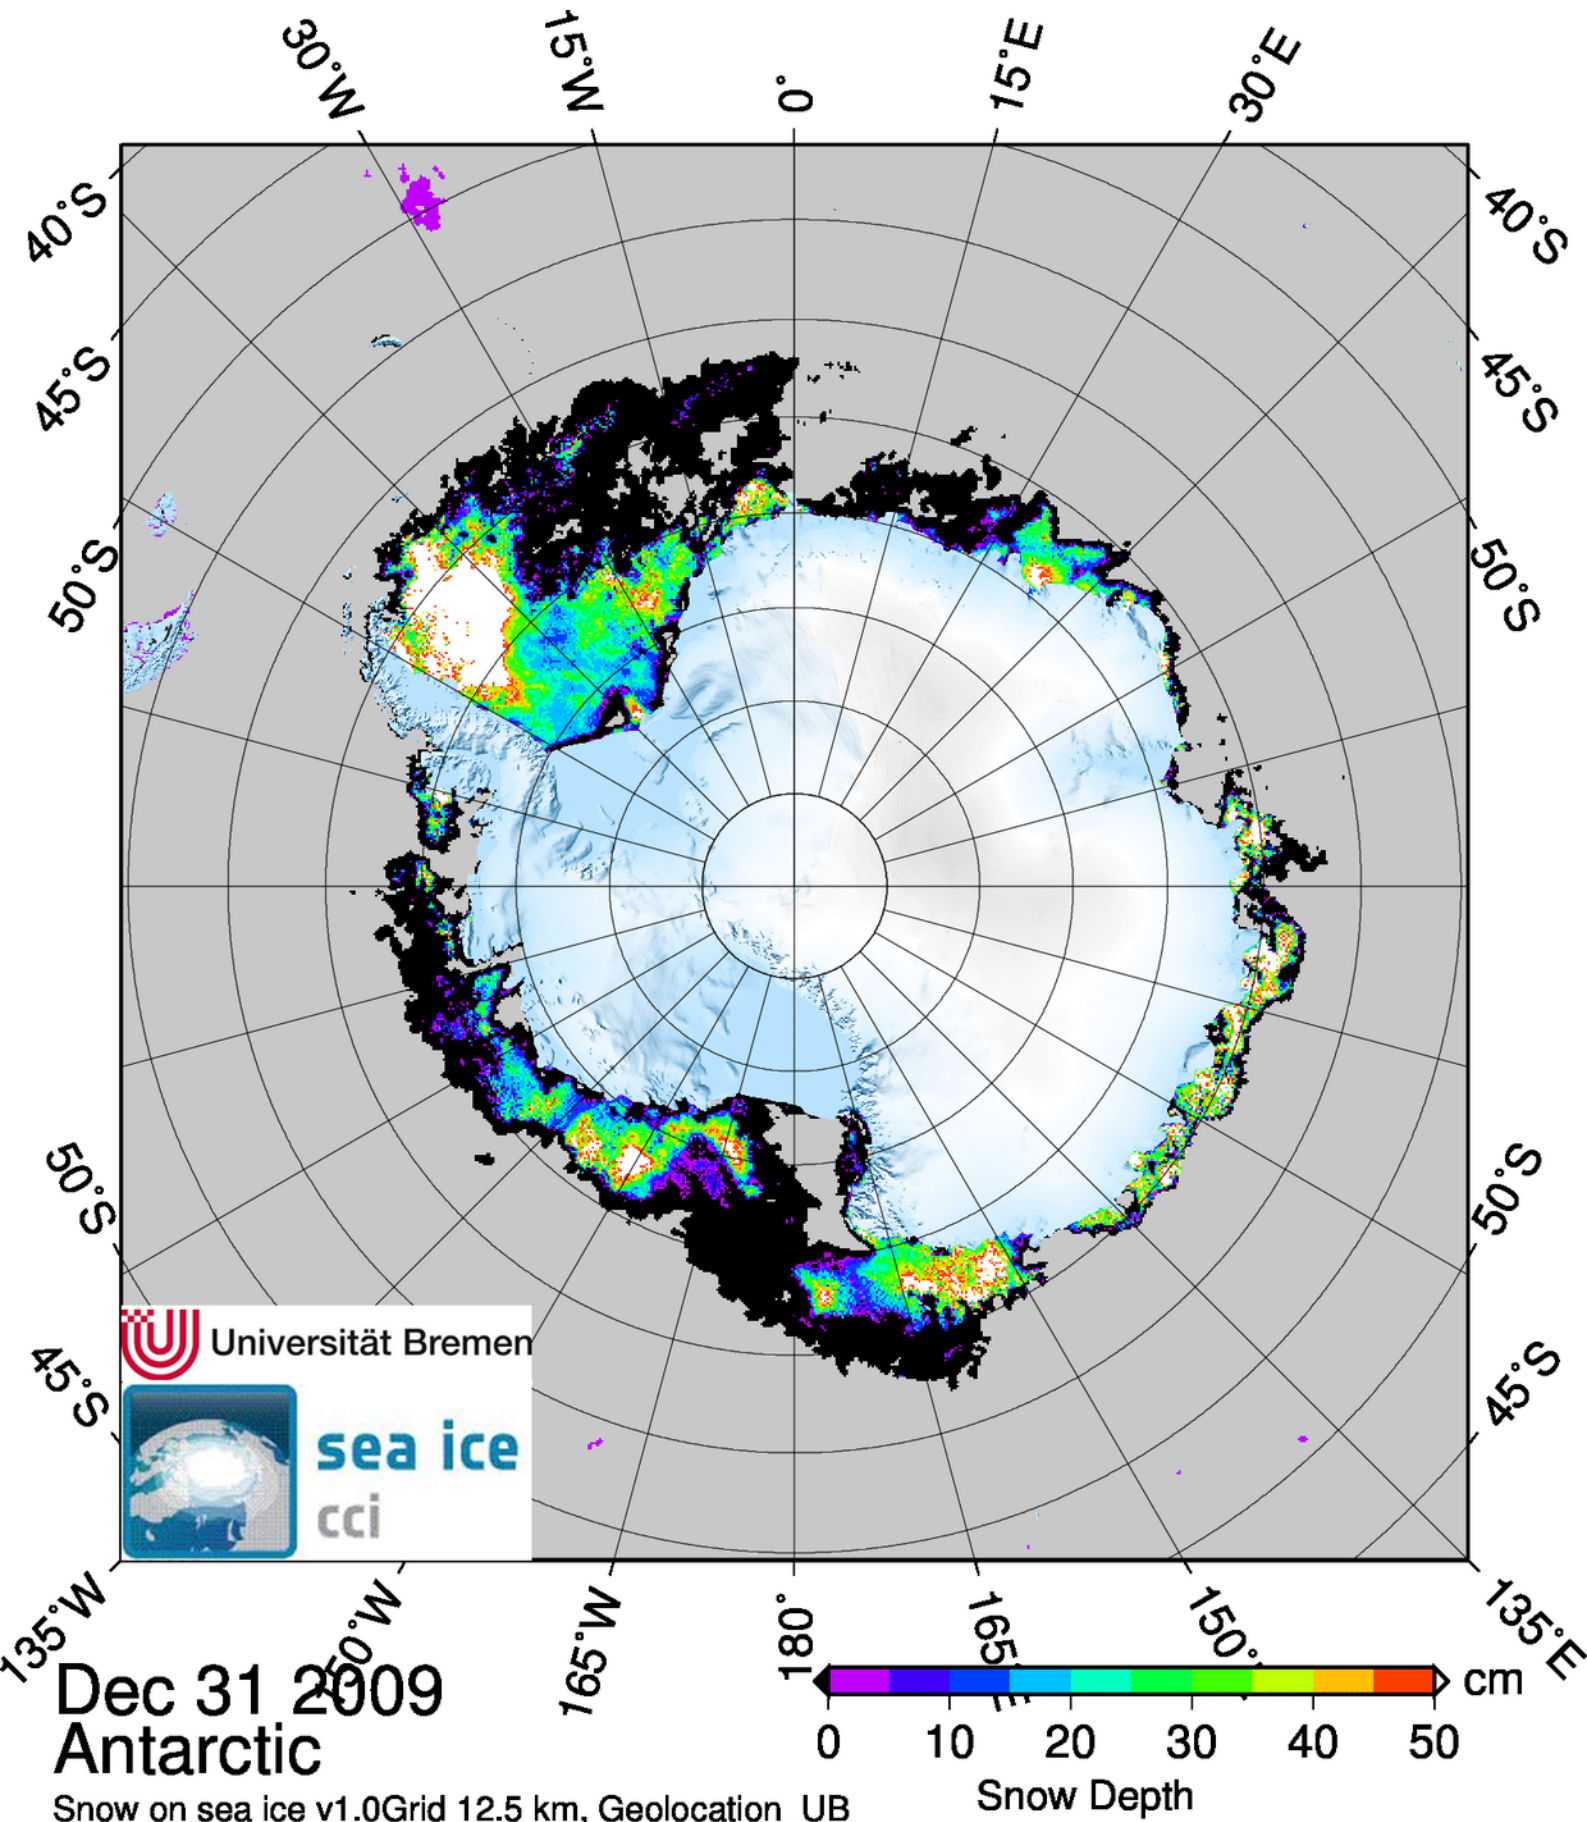 30°W 15°W 0° 15°E 30°E
40°S 40°S
45°S 45°S
50°S 50°S
50°S 50°S
45°S 45°S
Universität Bremen
sea ice
cci
135°W 165°W 180° 165° 150° 135°E
Dec 31 2009
Antarctic
Snow on sea ice v1.0Grid 12.5 km, Geolocation UB
cm
0 10 20 30 40 50
Snow Depth